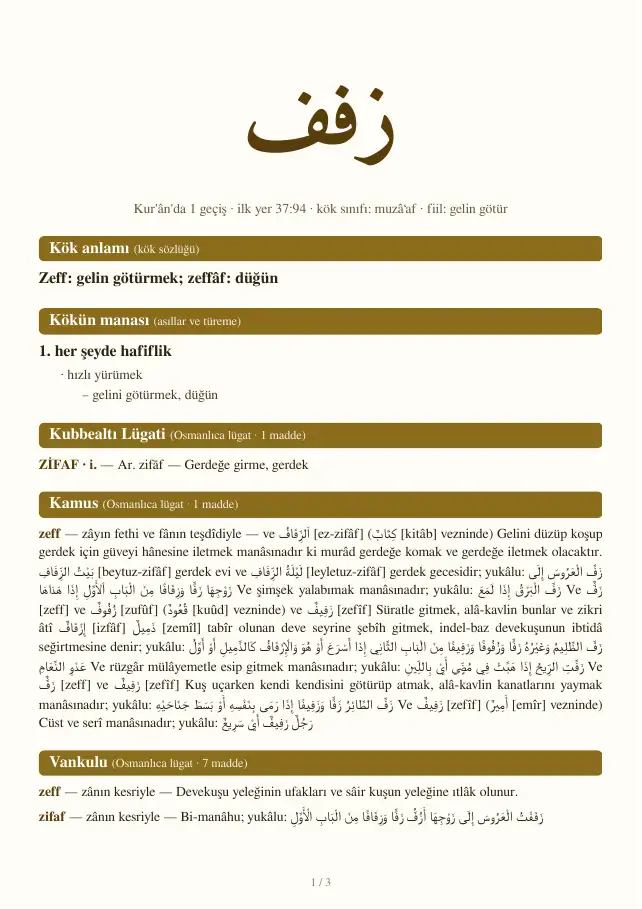 زفف
Kur'ân'da 1 geçiş · ilk yer 37:94 · kök sınıfı: muzâ'af · fiil: gelin götür
Kök anlamı (kök sözlüğü)
Zeff: gelin götürmek; zeffâf: düğün
Kökün manası (asıllar ve türeme)
1. her şeyde hafiflik
· hızlı yürümek
– gelini götürmek, düğün
Kubbealtı Lügati (Osmanlıca lügat · 1 madde)
ZİFAF · i. — Ar. zifāf — Gerdeğe girme, gerdek
Kamus (Osmanlıca lügat · 1 madde)
zeff — zâyın fethi ve fânın teşdîdiyle — ve اَلزِّفَافُ [ez-zifâf] (كِتَابٌ [kitâb] vezninde) Gelini düzüp koşup
gerdek için güveyi hânesine iletmek manâsınadır ki murâd gerdeğe komak ve gerdeğe iletmek olacaktır.
بَيْتُ الزِّفَافِ [beytuz-zifâf] gerdek evi ve لَيْلَةُ الزِّفَافِ [leyletuz-zifâf] gerdek gecesidir; yukâlu: زَفَّ الْعَرُوسَ إِلَى
زَوْجِهَا زَفًّا وَزِفَافًا مِنَ الْبَابِ الْأَوَّلِ إِذَا هَدَاهَا Ve şimşek yalabımak manâsınadır; yukâlu: زَفَّ الْبَرْقُ إِذَا لَمَعَ Ve زَفٌّ
[zeff] ve زُفُوفٌ [zufûf] (قُعُودٌ [kuûd] vezninde) ve زَفِيفٌ [zefîf] Süratle gitmek, alâ-kavlin bunlar ve zikri
âtî إِزْفَافٌ [izfâf] ذَمِيلٌ [zemîl] tabîr olunan deve seyrine şebîh gitmek, indel-baz devekuşunun ibtidâ
seğirtmesine denir; yukâlu: زَفَّ الظَّلِيمُ وَغَيْرُهُ زَفًّا وَزُفُوفًا وَزَفِيفًا مِنَ الْبَابِ الثَّانِي إِذَا أَسْرَعَ أَوْ هُوَ وَالْإِزْفَافُ كَالذَّمِيلِ أَوْ أَوَّلُ
عَدْوِ النَّعَامِ Ve rüzgar mülâyemetle esip gitmek manâsınadır; yukâlu: زَفَّتِ الرِّيحُ إِذَا هَبَّتْ فِي مُضِيٍّ أَيْ بِاللِّينِ Ve
زَفٌّ [zeff] ve زَفِيفٌ [zefîf] Kuş uçarken kendi kendisini götürüp atmak, alâ-kavlin kanatlarını yaymak
manâsınadır; yukâlu: زَفَّ الطَّائِرُ زَفًّا وَزَفِيفًا إِذَا رَمَى بِنَفْسِهِ أَوْ بَسَطَ جَنَاحَيْهِ Ve زَفِيفٌ [zefîf] (أَمِيرٌ [emîr] vezninde)
Cüst ve serî manâsınadır; yukâlu: رَجُلٌ زَفِيفٌ أَيْ سَرِيعٌ
Vankulu (Osmanlıca lügat · 7 madde)
zeff — zânın kesriyle — Devekuşu yeleğinin ufakları ve sâir kuşun yeleğine ıtlâk olunur.
zifaf — zânın kesriyle — Bi-manâhu; yukâlu: زَفَفْتُ الْعَرُوسَ إِلَى زَوْجِهَا أَزُفُّ زَفًّا وَزِفَافًا مِنَ الْبَابِ الْأَوَّلِ
1 / 3